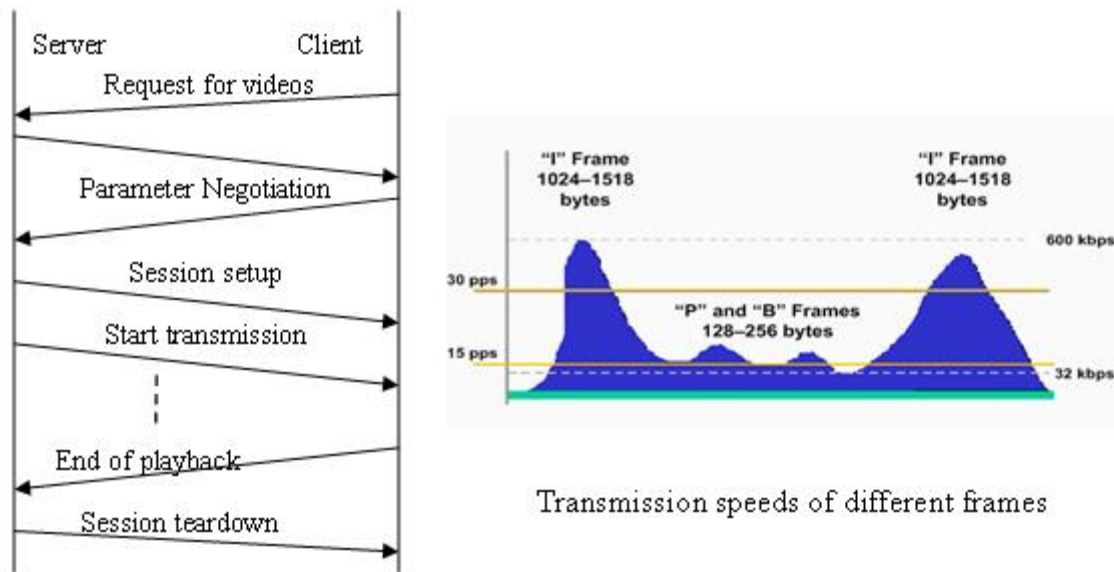 Server
Client
Request for videos
Parameter Negotiation
Session setup
Start transmission
End of playback
Session teardown
“I” Frame
1024–1518
bytes
“I” Frame
1024–1518
bytes
600 kbps
30 pps
“P” and “B” Frames
128–256 bytes
15 pps
32 kbps
Transmission speeds of different frames